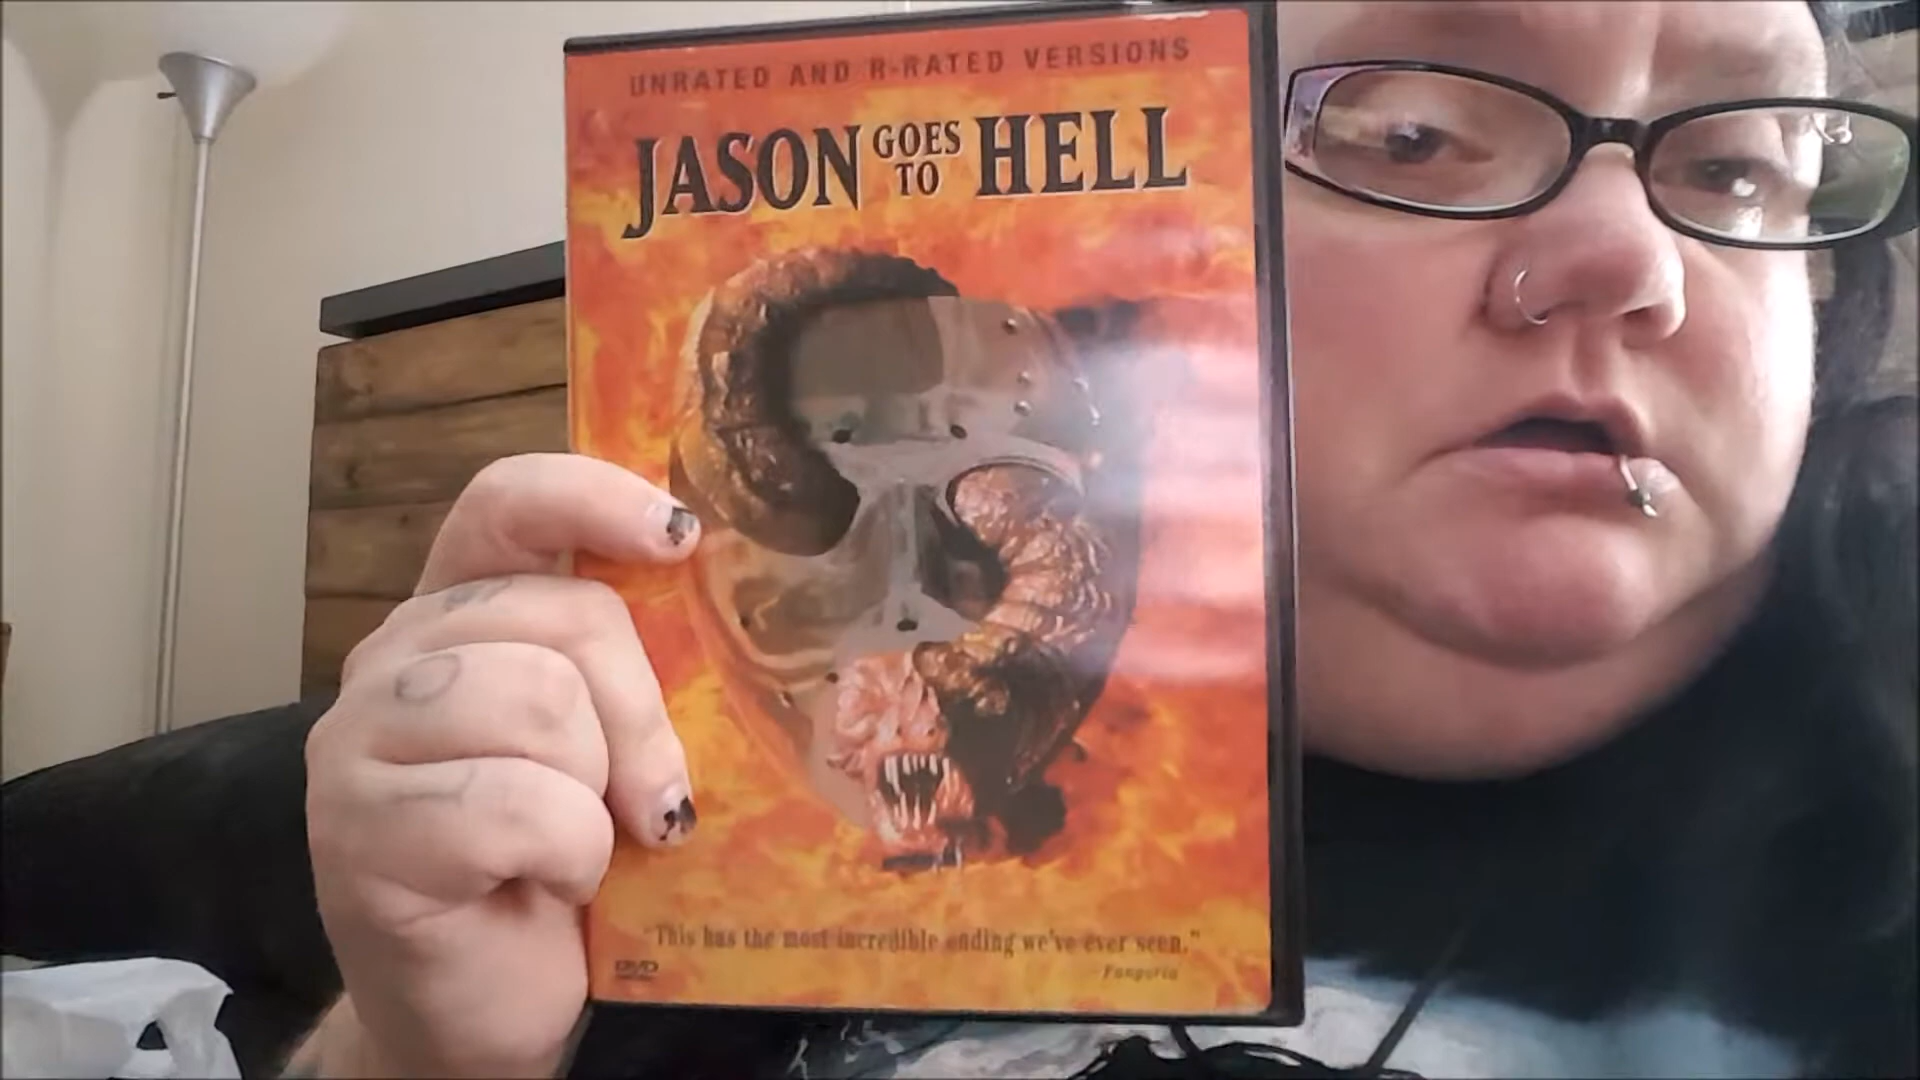 UNRATED AND R-RATED VERSIONS
JASON GOES TO HELL
"This has the most incredible ending we've ever seen."
-Fangoria
DVD